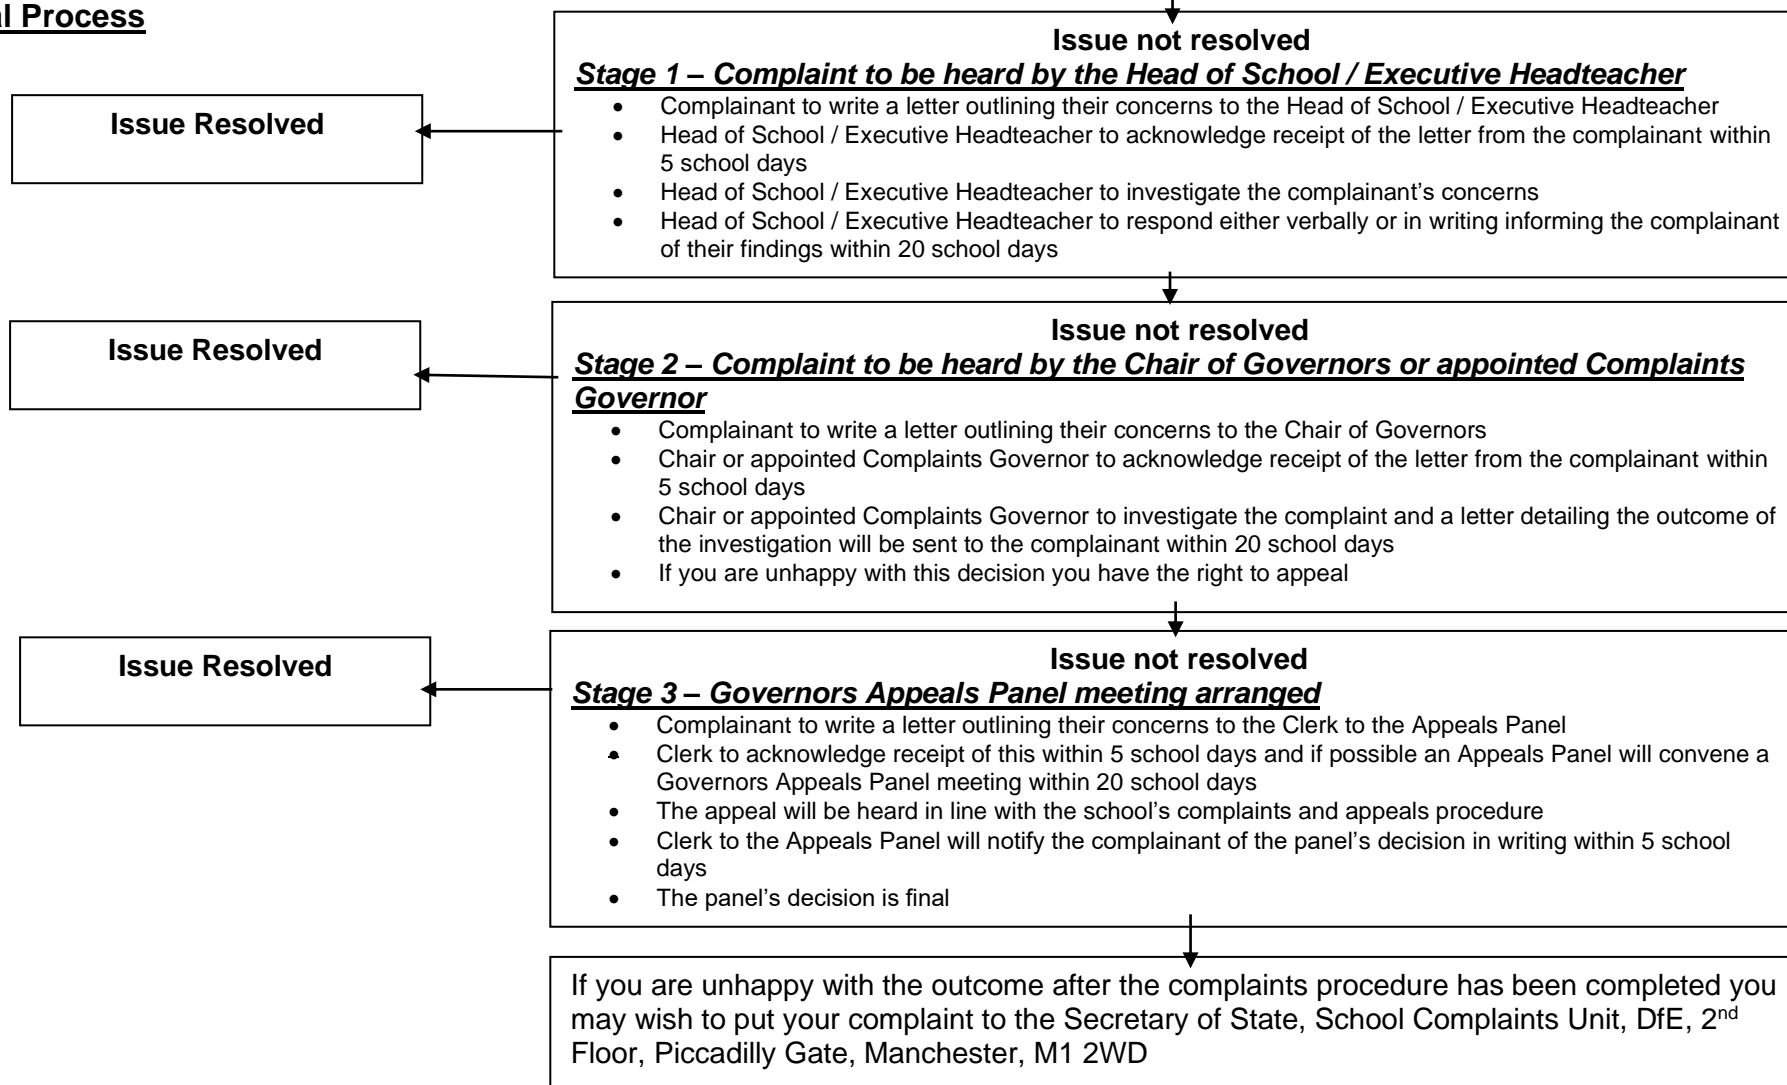 al Process
Issue not resolved
Stage 1 – Complaint to be heard by the Head of School / Executive Headteacher
• Complainant to write a letter outlining their concerns to the Head of School / Executive Headteacher
• Head of School / Executive Headteacher to acknowledge receipt of the letter from the complainant within
5 school days
• Head of School / Executive Headteacher to investigate the complainant’s concerns
• Head of School / Executive Headteacher to respond either verbally or in writing informing the complainant
of their findings within 20 school days
Issue Resolved
Issue not resolved
Stage 2 – Complaint to be heard by the Chair of Governors or appointed Complaints
Governor
• Complainant to write a letter outlining their concerns to the Chair of Governors
• Chair or appointed Complaints Governor to acknowledge receipt of the letter from the complainant within
5 school days
• Chair or appointed Complaints Governor to investigate the complaint and a letter detailing the outcome of
the investigation will be sent to the complainant within 20 school days
• If you are unhappy with this decision you have the right to appeal
Issue Resolved
Issue not resolved
Stage 3 – Governors Appeals Panel meeting arranged
• Complainant to write a letter outlining their concerns to the Clerk to the Appeals Panel
• Clerk to acknowledge receipt of this within 5 school days and if possible an Appeals Panel will convene a
Governors Appeals Panel meeting within 20 school days
• The appeal will be heard in line with the school’s complaints and appeals procedure
• Clerk to the Appeals Panel will notify the complainant of the panel’s decision in writing within 5 school
days
• The panel’s decision is final
Issue Resolved
If you are unhappy with the outcome after the complaints procedure has been completed you
may wish to put your complaint to the Secretary of State, School Complaints Unit, DfE, 2nd
Floor, Piccadilly Gate, Manchester, M1 2WD